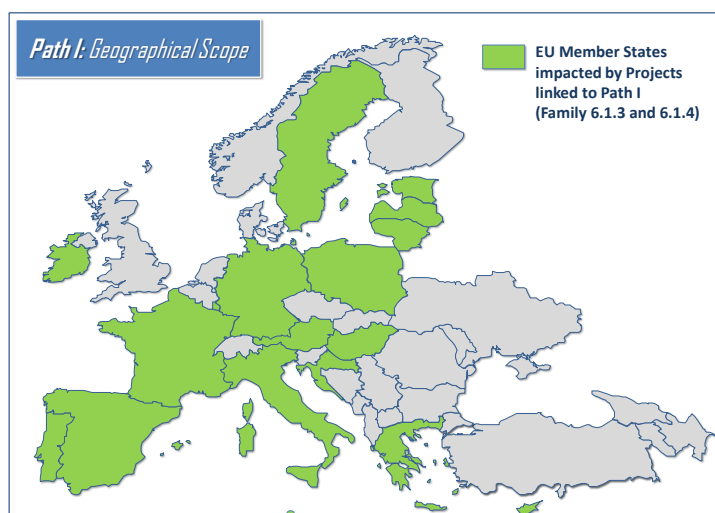 Path I: Geographical Scope
EU Member States
impacted by Projects
linked to Path I
(Family 6.1.3 and 6.1.4)